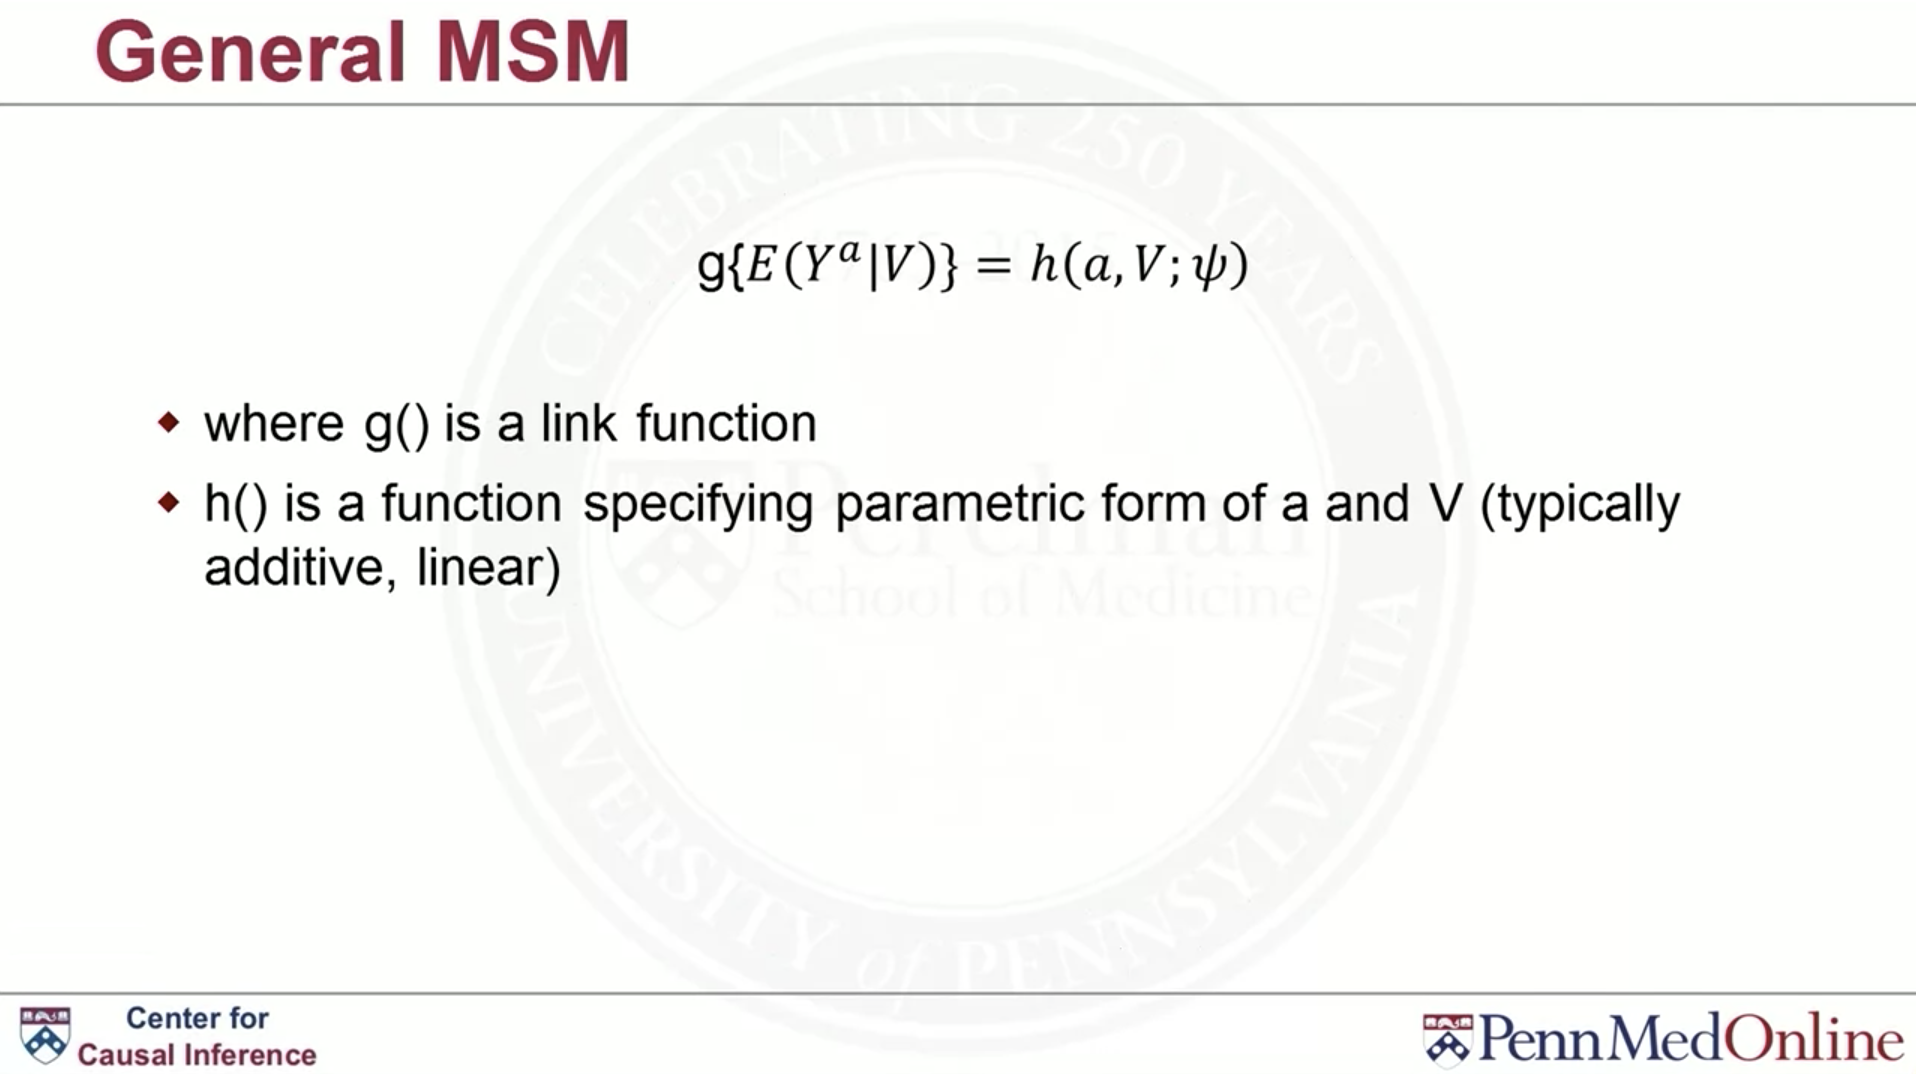 General MSM
CELEBRATING 250 YEARS
g{E(Yᵃ|V)} = h(a, V; ψ)
◆ where g() is a link function
◆ h() is a function specifying parametric form of a and V (typically
additive, linear)
Perelman
School of Medicine
UNIVERSITY of PENNSYLVANIA
Center for
Causal Inference
PennMedOnline